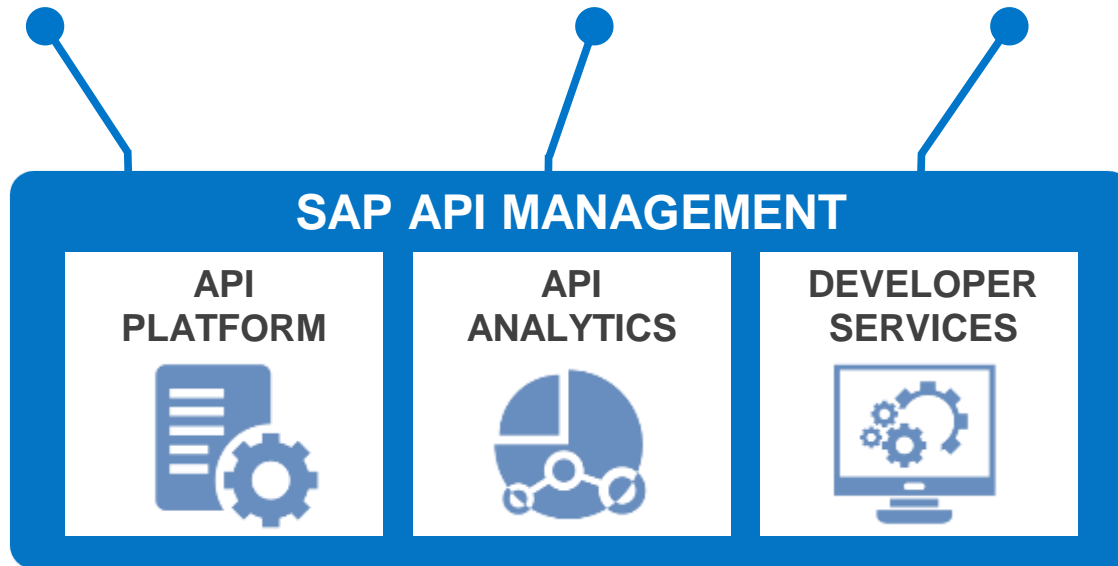 SAP API MANAGEMENT
API
PLATFORM
API
ANALYTICS
DEVELOPER
SERVICES